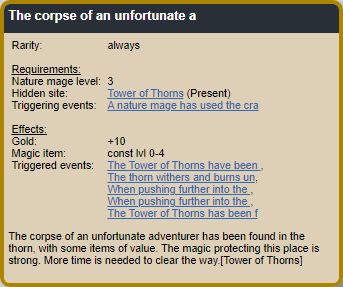 The corpse of an unfortunate a
Rarity: always
Requirements:
Nature mage level: 3
Hidden site: Tower of Thorns (Present)
Triggering events: A nature mage has used the cra
Effects:
Gold: +10
Magic item: const lvl 0-4
Triggered events: The Tower of Thorns have been ,
The thorn withers and burns un,
When pushing further into the ,
When pushing further into the ,
The Tower of Thorns has been f
The corpse of an unfortunate adventurer has been found in the
thorn, with some items of value. The magic protecting this place is
strong. More time is needed to clear the way.[Tower of Thorns]